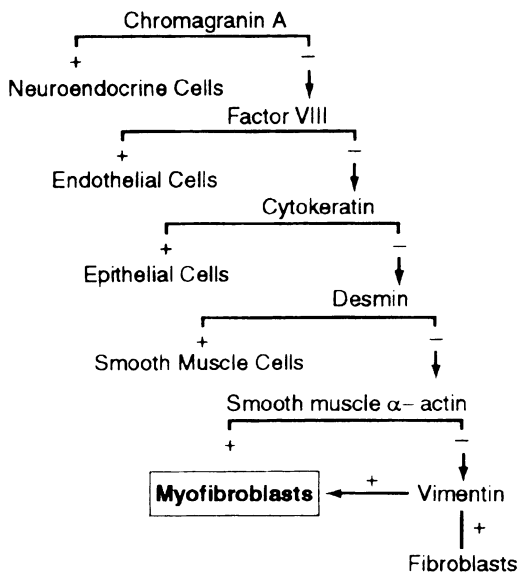 Chromagranin A
+ −
Neuroendocrine Cells
Factor VIII
+ −
Endothelial Cells
Cytokeratin
+ −
Epithelial Cells
Desmin
+ −
Smooth Muscle Cells
Smooth muscle α− actin
+ −
Myofibroblasts + Vimentin
+
Fibroblasts